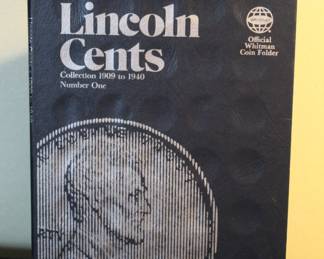 Lincoln
Cents
Collection 1909 to 1940
Number One
Official
Whitman
Coin Folder